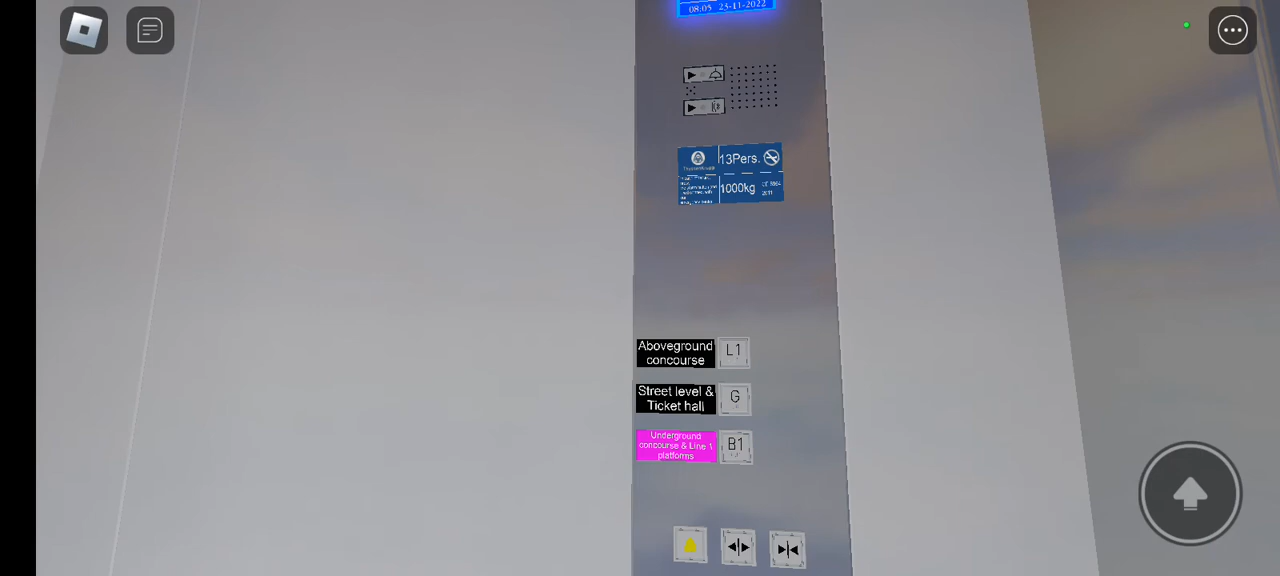 08:05 23-11-2022
13Pers.
1000kg
Aboveground
concourse
L1
Street level &
Ticket hall
G
Underground
concourse & Line 1
platforms
B1